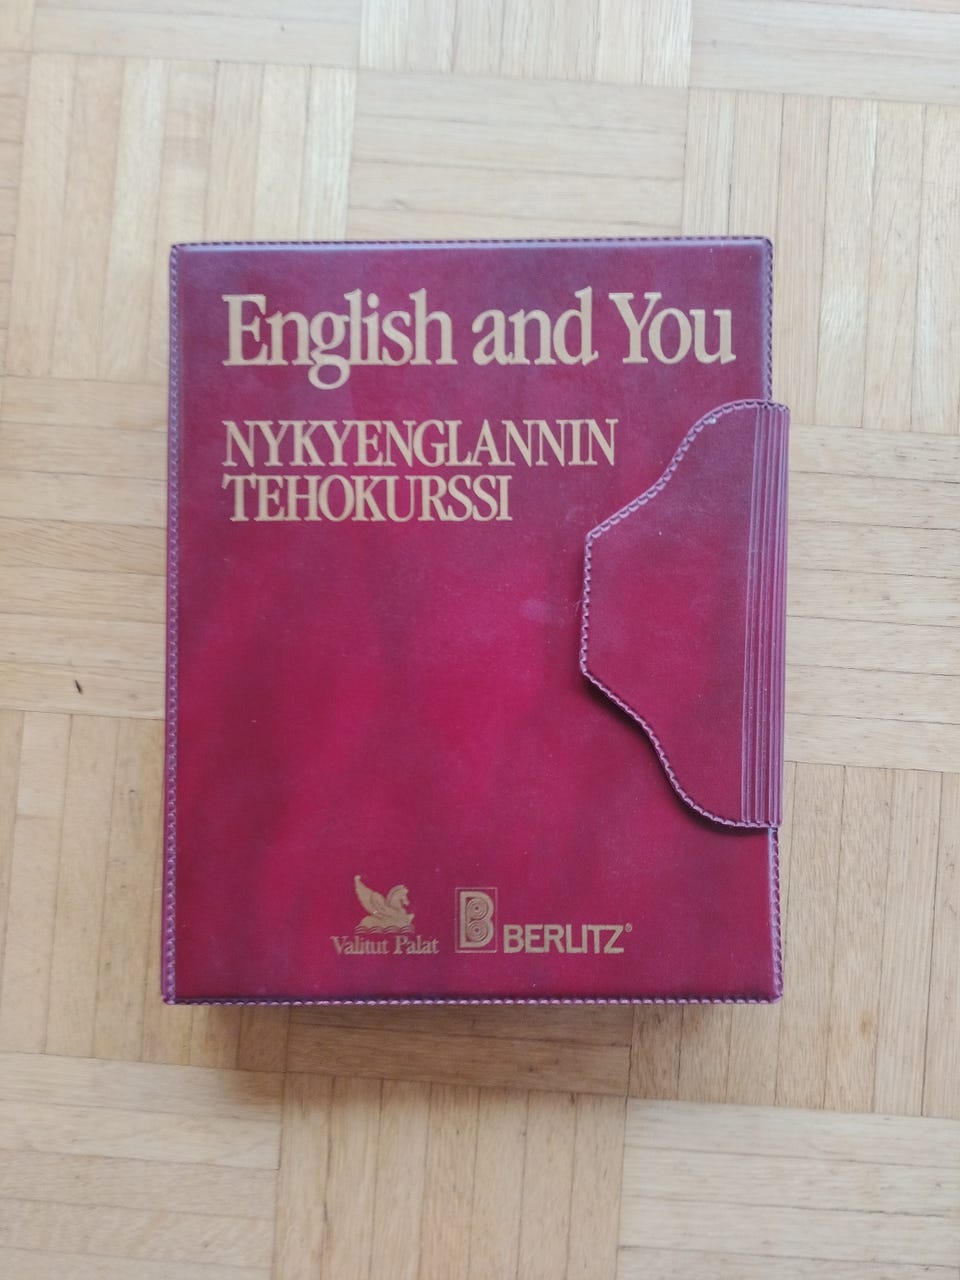 English and You
NYKYENGLANNIN
TEHOKURSSI
Valitut Palat
B BERLITZ®